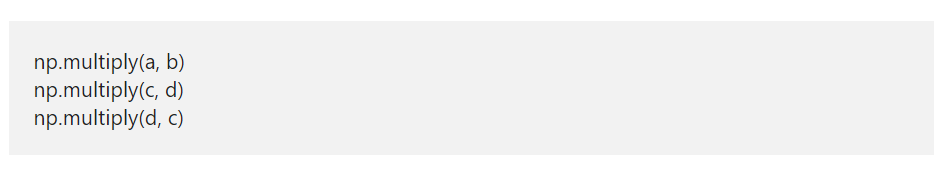 np.multiply(a, b)
np.multiply(c, d)
np.multiply(d, c)